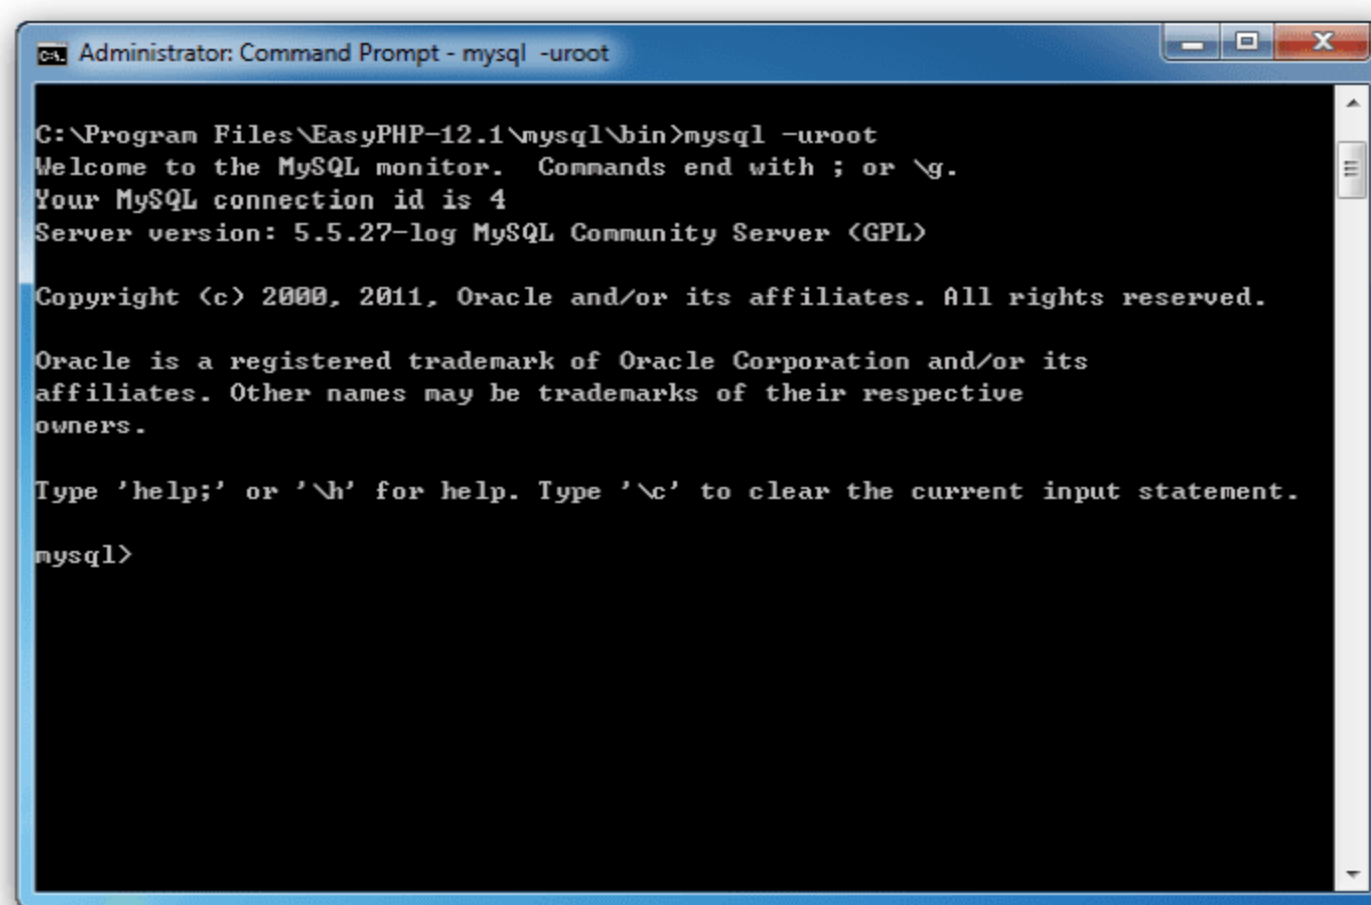 Administrator: Command Prompt - mysql  -uroot
C:\Program Files\EasyPHP-12.1\mysql\bin>mysql -uroot
Welcome to the MySQL monitor.  Commands end with ; or \g.
Your MySQL connection id is 4
Server version: 5.5.27-log MySQL Community Server (GPL)
Copyright (c) 2000, 2011, Oracle and/or its affiliates. All rights reserved.
Oracle is a registered trademark of Oracle Corporation and/or its
affiliates. Other names may be trademarks of their respective
owners.
Type 'help;' or '\h' for help. Type '\c' to clear the current input statement.
mysql>